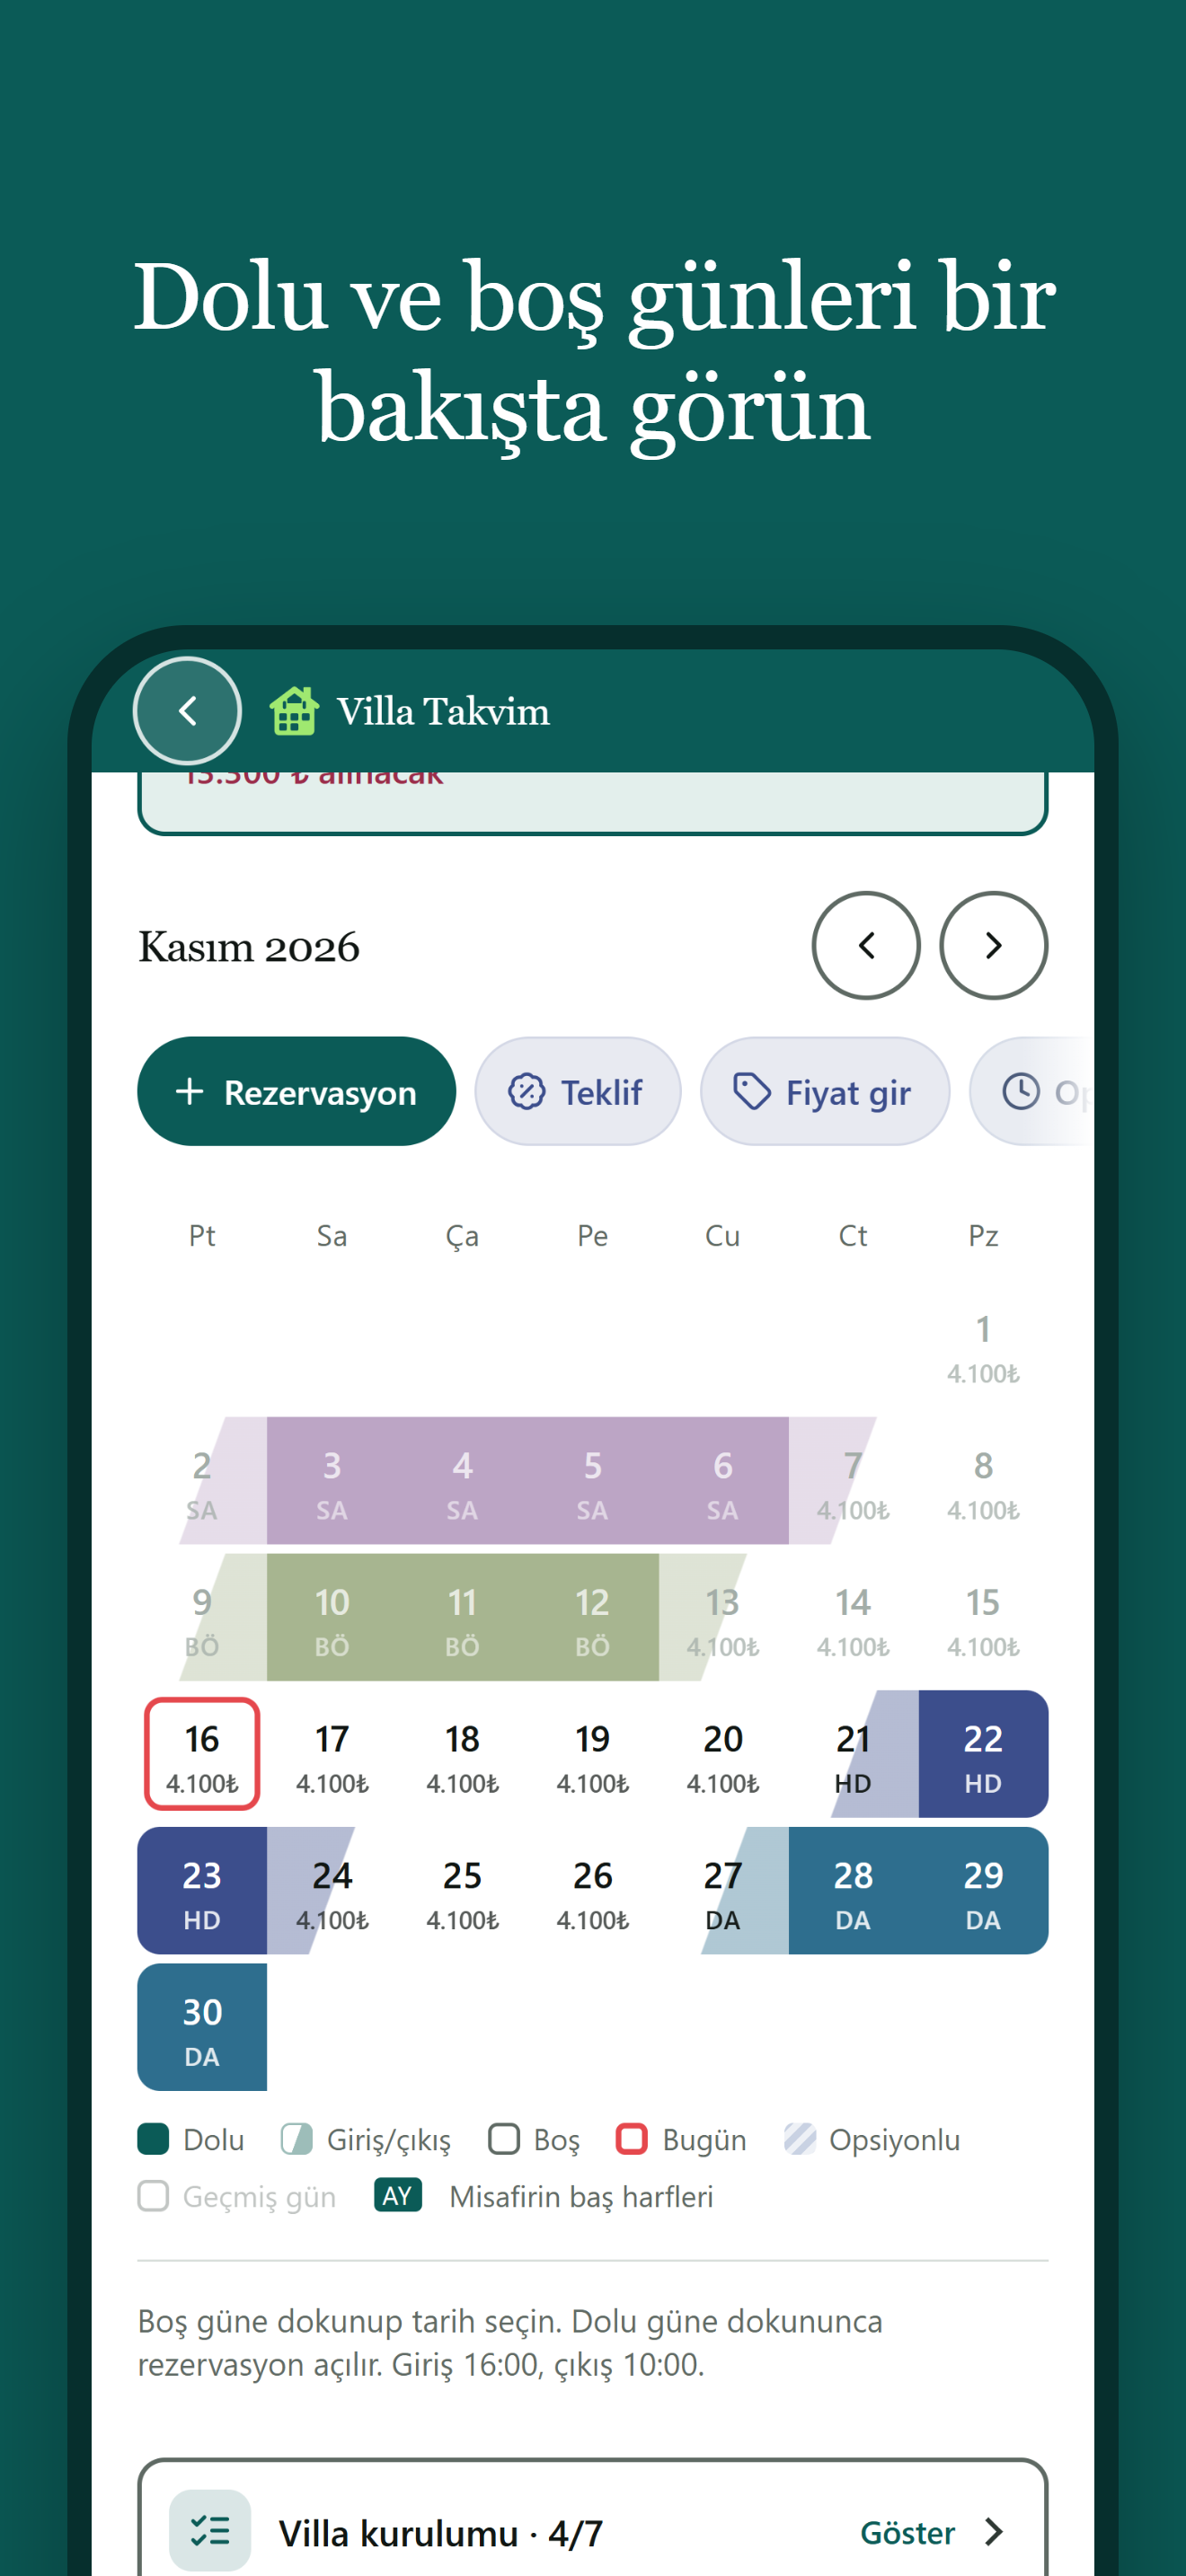 Dolu ve boş günleri bir
bakışta görün
Villa Takvim
13.300 ₺ alınacak
Kasım 2026
Rezervasyon Teklif Fiyat gir
Pt Sa Ça Pe Cu Ct Pz
1
4.100₺
2 3 4 5 6 7 8
SA SA SA SA SA 4.100₺ 4.100₺
9 10 11 12 13 14 15
BÖ BÖ BÖ BÖ 4.100₺ 4.100₺ 4.100₺
16 17 18 19 20 21 22
4.100₺ 4.100₺ 4.100₺ 4.100₺ 4.100₺ HD HD
23 24 25 26 27 28 29
HD 4.100₺ 4.100₺ 4.100₺ DA DA DA
30
DA
Dolu Giriş/çıkış Boş Bugün Opsiyonlu
Geçmiş gün AY Misafirin baş harfleri
Boş güne dokunup tarih seçin. Dolu güne dokununca
rezervasyon açılır. Giriş 16:00, çıkış 10:00.
Villa kurulumu · 4/7 Göster